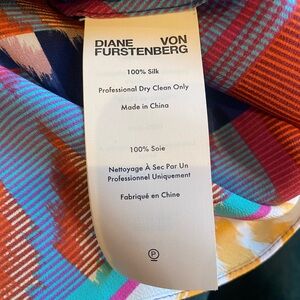 DIANE VON
FURSTENBERG
100% Silk
Professional Dry Clean Only
Made in China
100% Soie
Nettoyage À Sec Par Un
Professionnel Uniquement
Fabriqué en Chine
P